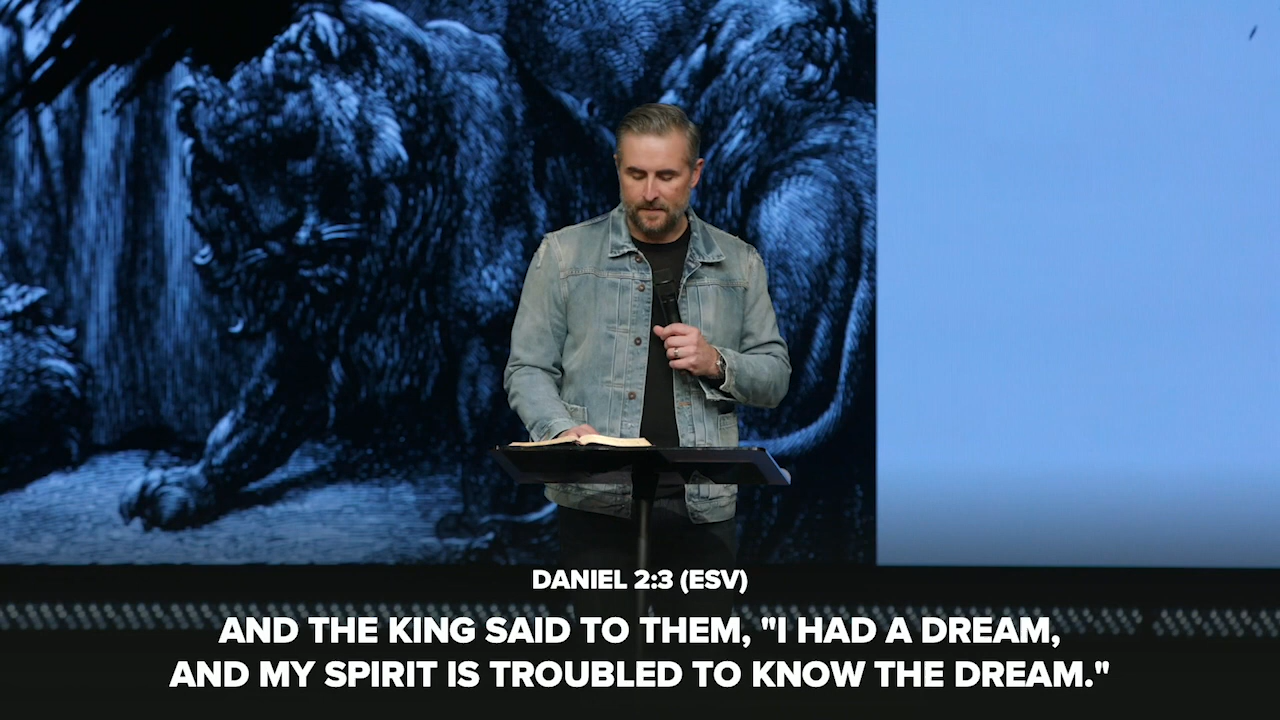 DANIEL 2:3 (ESV)
AND THE KING SAID TO THEM, "I HAD A DREAM,
AND MY SPIRIT IS TROUBLED TO KNOW THE DREAM."